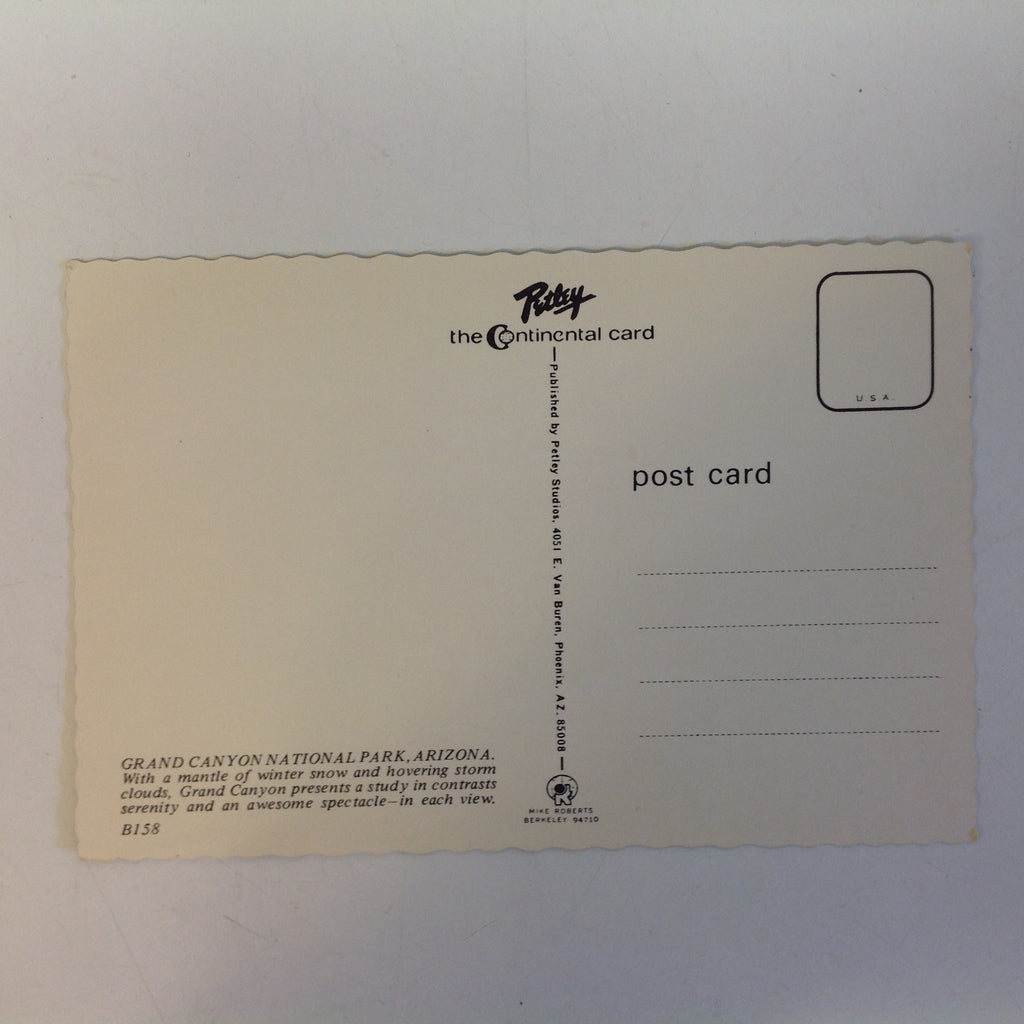 Petley
the Continental card
U S A
post card
Published by Petley Studios, 4051 E. Van Buren, Phoenix, AZ. 85008
GRAND CANYON NATIONAL PARK, ARIZONA.
With a mantle of winter snow and hovering storm
clouds, Grand Canyon presents a study in contrasts
serenity and an awesome spectacle—in each view.
B158
MIKE ROBERTS
BERKELEY 94710